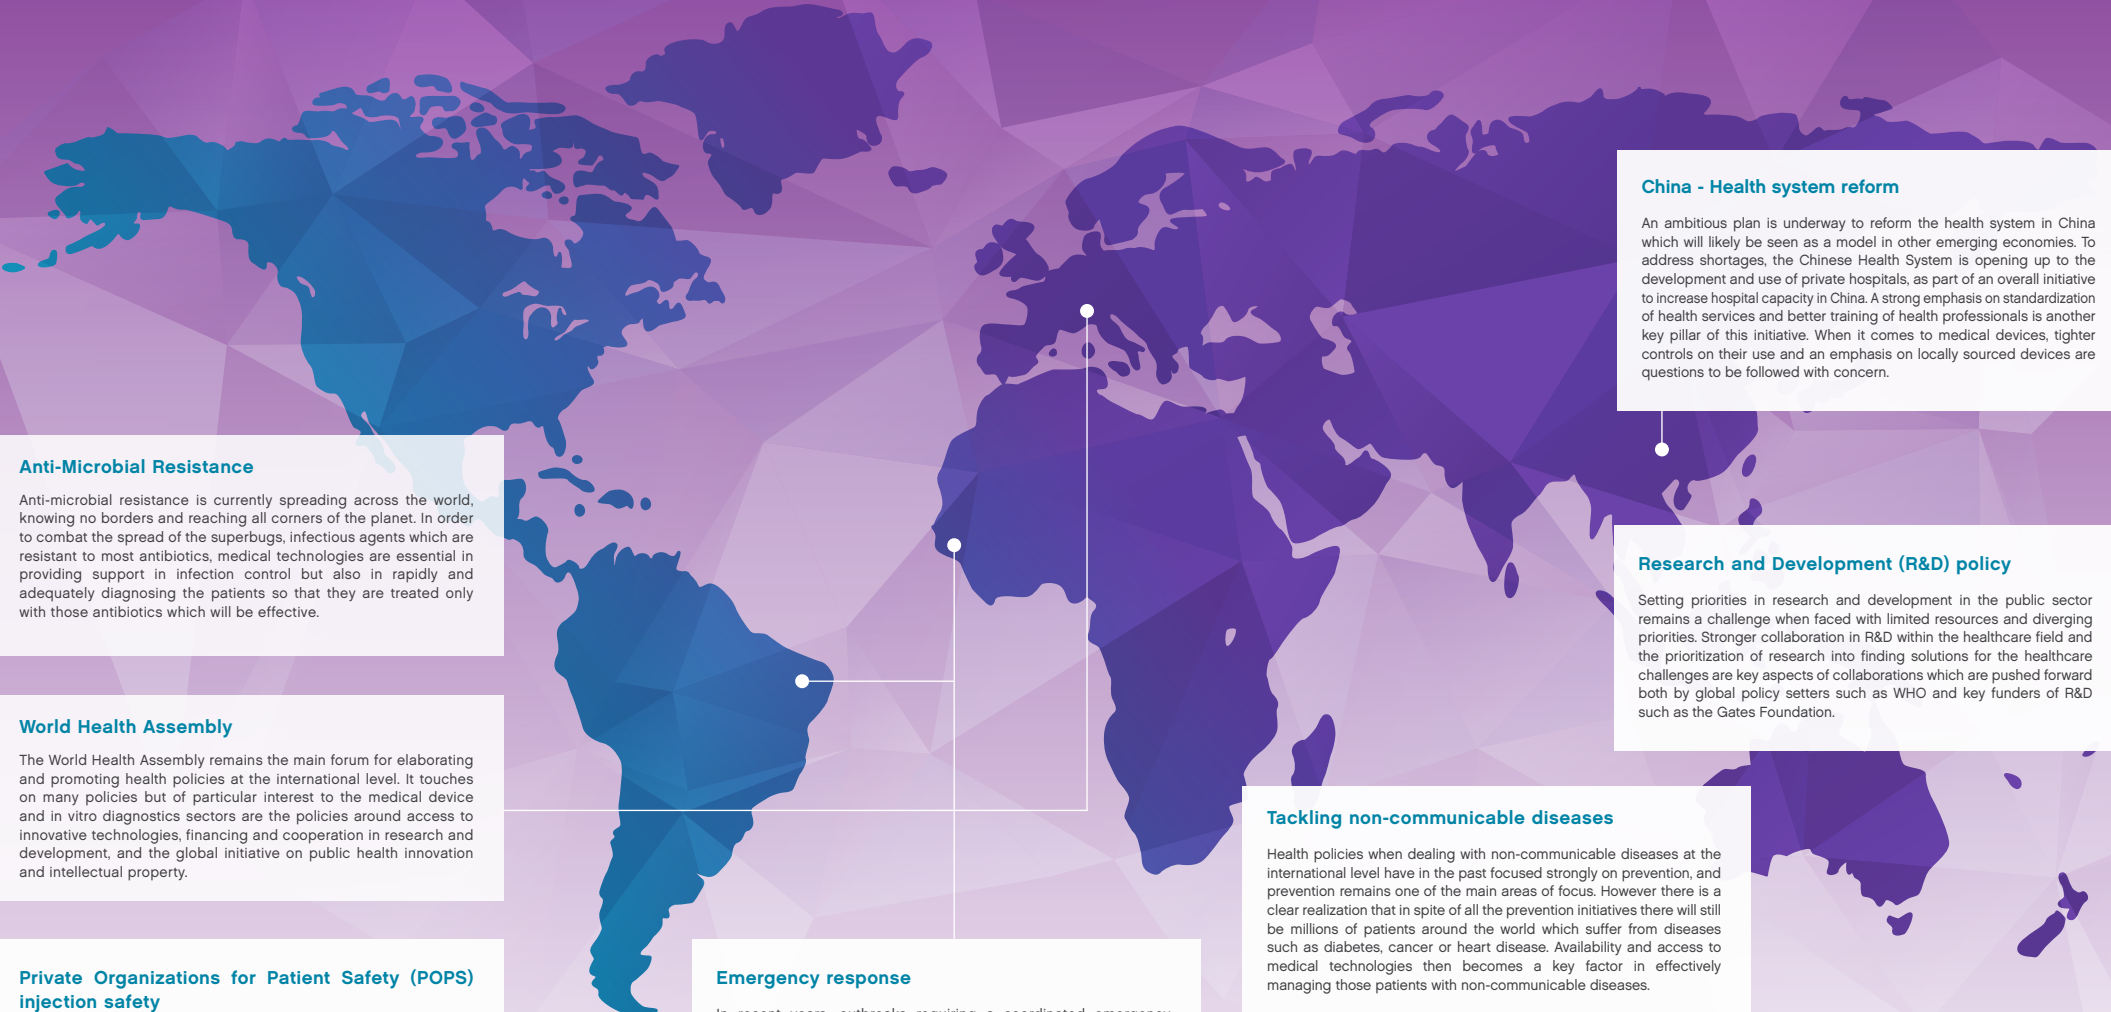 China - Health system reform
An ambitious plan is underway to reform the health system in China
which will likely be seen as a model in other emerging economies. To
address shortages, the Chinese Health System is opening up to the
development and use of private hospitals, as part of an overall initiative
to increase hospital capacity in China. A strong emphasis on standardization
of health services and better training of health professionals is another
key pillar of this initiative. When it comes to medical devices, tighter
controls on their use and an emphasis on locally sourced devices are
questions to be followed with concern.
Anti-Microbial Resistance
Anti-microbial resistance is currently spreading across the world,
knowing no borders and reaching all corners of the planet. In order
to combat the spread of the superbugs, infectious agents which are
resistant to most antibiotics, medical technologies are essential in
providing support in infection control but also in rapidly and
adequately diagnosing the patients so that they are treated only
with those antibiotics which will be effective.
Research and Development (R&D) policy
Setting priorities in research and development in the public sector
remains a challenge when faced with limited resources and diverging
priorities. Stronger collaboration in R&D within the healthcare field and
the prioritization of research into finding solutions for the healthcare
challenges are key aspects of collaborations which are pushed forward
both by global policy setters such as WHO and key funders of R&D
such as the Gates Foundation.
World Health Assembly
The World Health Assembly remains the main forum for elaborating
and promoting health policies at the international level. It touches
on many policies but of particular interest to the medical device
and in vitro diagnostics sectors are the policies around access to
innovative technologies, financing and cooperation in research and
development, and the global initiative on public health innovation
and intellectual property.
Tackling non-communicable diseases
Health policies when dealing with non-communicable diseases at the
international level have in the past focused strongly on prevention, and
prevention remains one of the main areas of focus. However there is a
clear realization that in spite of all the prevention initiatives there will still
be millions of patients around the world which suffer from diseases
such as diabetes, cancer or heart disease. Availability and access to
medical technologies then becomes a key factor in effectively
managing those patients with non-communicable diseases.
Private Organizations for Patient Safety (POPS)
injection safety
Emergency response
In recent years, outbreaks requiring a coordinated emergency